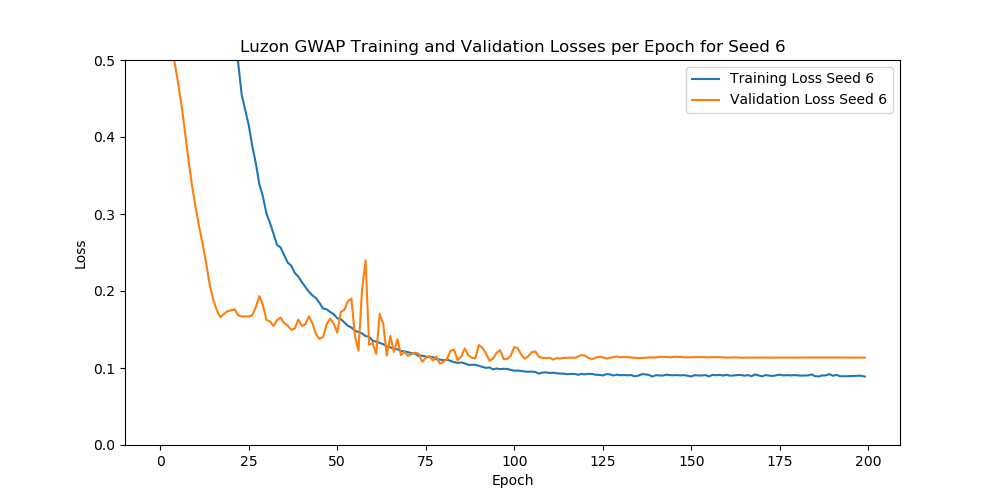 Luzon GWAP Training and Validation Losses per Epoch for Seed 6
Training Loss Seed 6
Validation Loss Seed 6
Loss
0.5
0.4
0.3
0.2
0.1
0.0
0 25 50 75 100 125 150 175 200
Epoch